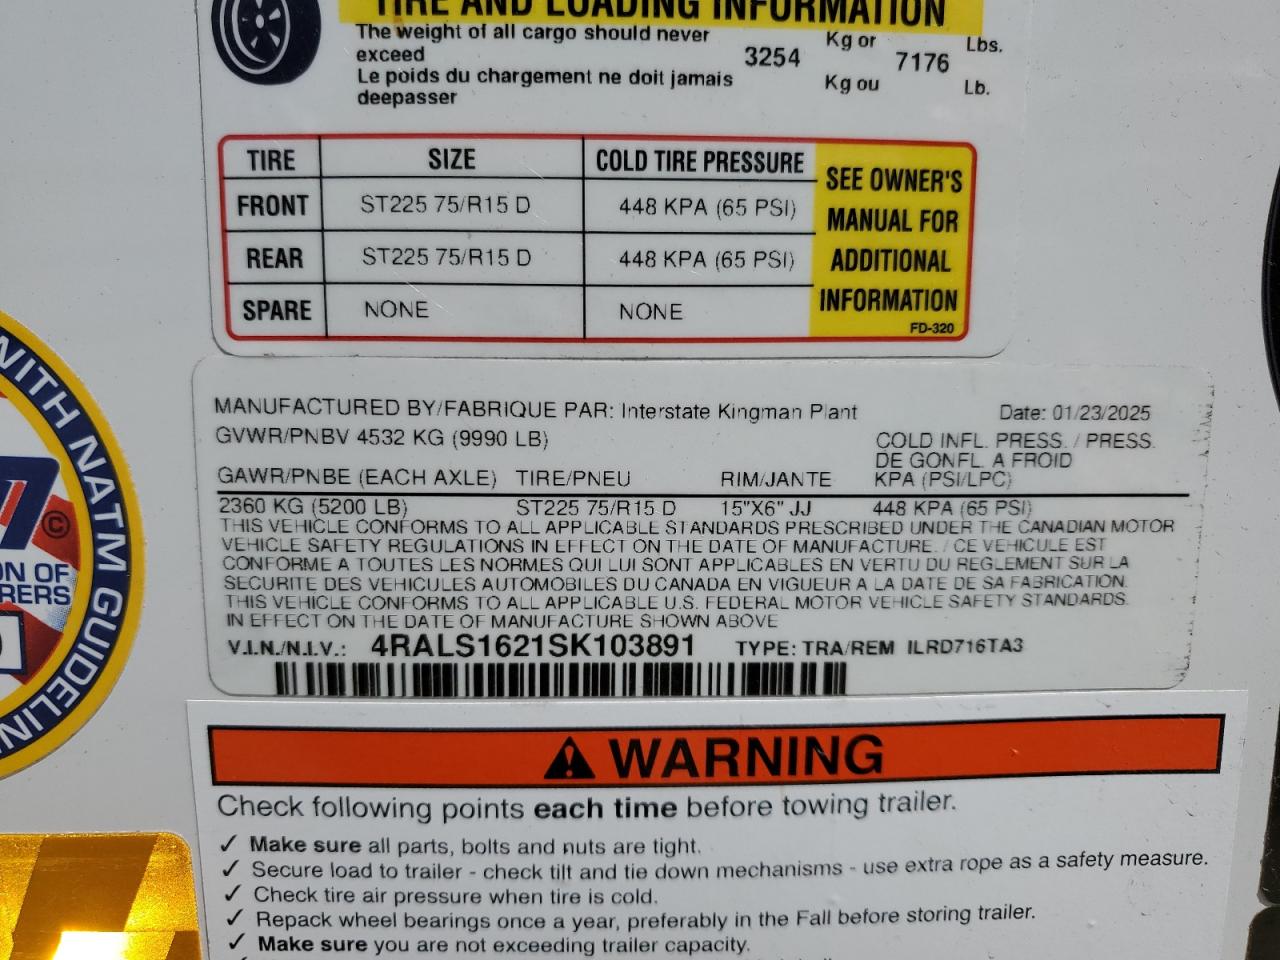 TIRE AND LOADING INFORMATION
The weight of all cargo should never exceed
Le poids du chargement ne doit jamais deepasser
3254 Kg or Kg ou 7176 Lbs. Lb.
TIRE SIZE COLD TIRE PRESSURE
FRONT ST225 75/R15 D 448 KPA (65 PSI)
REAR ST225 75/R15 D 448 KPA (65 PSI)
SPARE NONE NONE
SEE OWNER'S
MANUAL FOR
ADDITIONAL
INFORMATION
FD-320
MANUFACTURED BY/FABRIQUE PAR: Interstate Kingman Plant Date: 01/23/2025
GVWR/PNBV 4532 KG (9990 LB)
COLD INFL. PRESS. / PRESS.
DE GONFL. A FROID
GAWR/PNBE (EACH AXLE) TIRE/PNEU RIM/JANTE KPA (PSI/LPC)
2360 KG (5200 LB) ST225 75/R15 D 15"X6" JJ 448 KPA (65 PSI)
THIS VEHICLE CONFORMS TO ALL APPLICABLE STANDARDS PRESCRIBED UNDER THE CANADIAN MOTOR
VEHICLE SAFETY REGULATIONS IN EFFECT ON THE DATE OF MANUFACTURE. / CE VEHICULE EST
CONFORME A TOUTES LES NORMES QUI LUI SONT APPLICABLES EN VERTU DU REGLEMENT SUR LA
SECURITE DES VEHICULES AUTOMOBILES DU CANADA EN VIGUEUR A LA DATE DE SA FABRICATION.
THIS VEHICLE CONFORMS TO ALL APPLICABLE U.S. FEDERAL MOTOR VEHICLE SAFETY STANDARDS.
IN EFFECT ON THE DATE OF MANUFACTURE SHOWN ABOVE
V.I.N./N.I.V.: 4RALS1621SK103891 TYPE: TRA/REM ILRD716TA3
WARNING
Check following points each time before towing trailer.
✓ Make sure all parts, bolts and nuts are tight.
✓ Secure load to trailer - check tilt and tie down mechanisms - use extra rope as a safety measure.
✓ Check tire air pressure when tire is cold.
✓ Repack wheel bearings once a year, preferably in the Fall before storing trailer.
✓ Make sure you are not exceeding trailer capacity.
WITH NATM GUIDELIN
©
ON OF
RERS